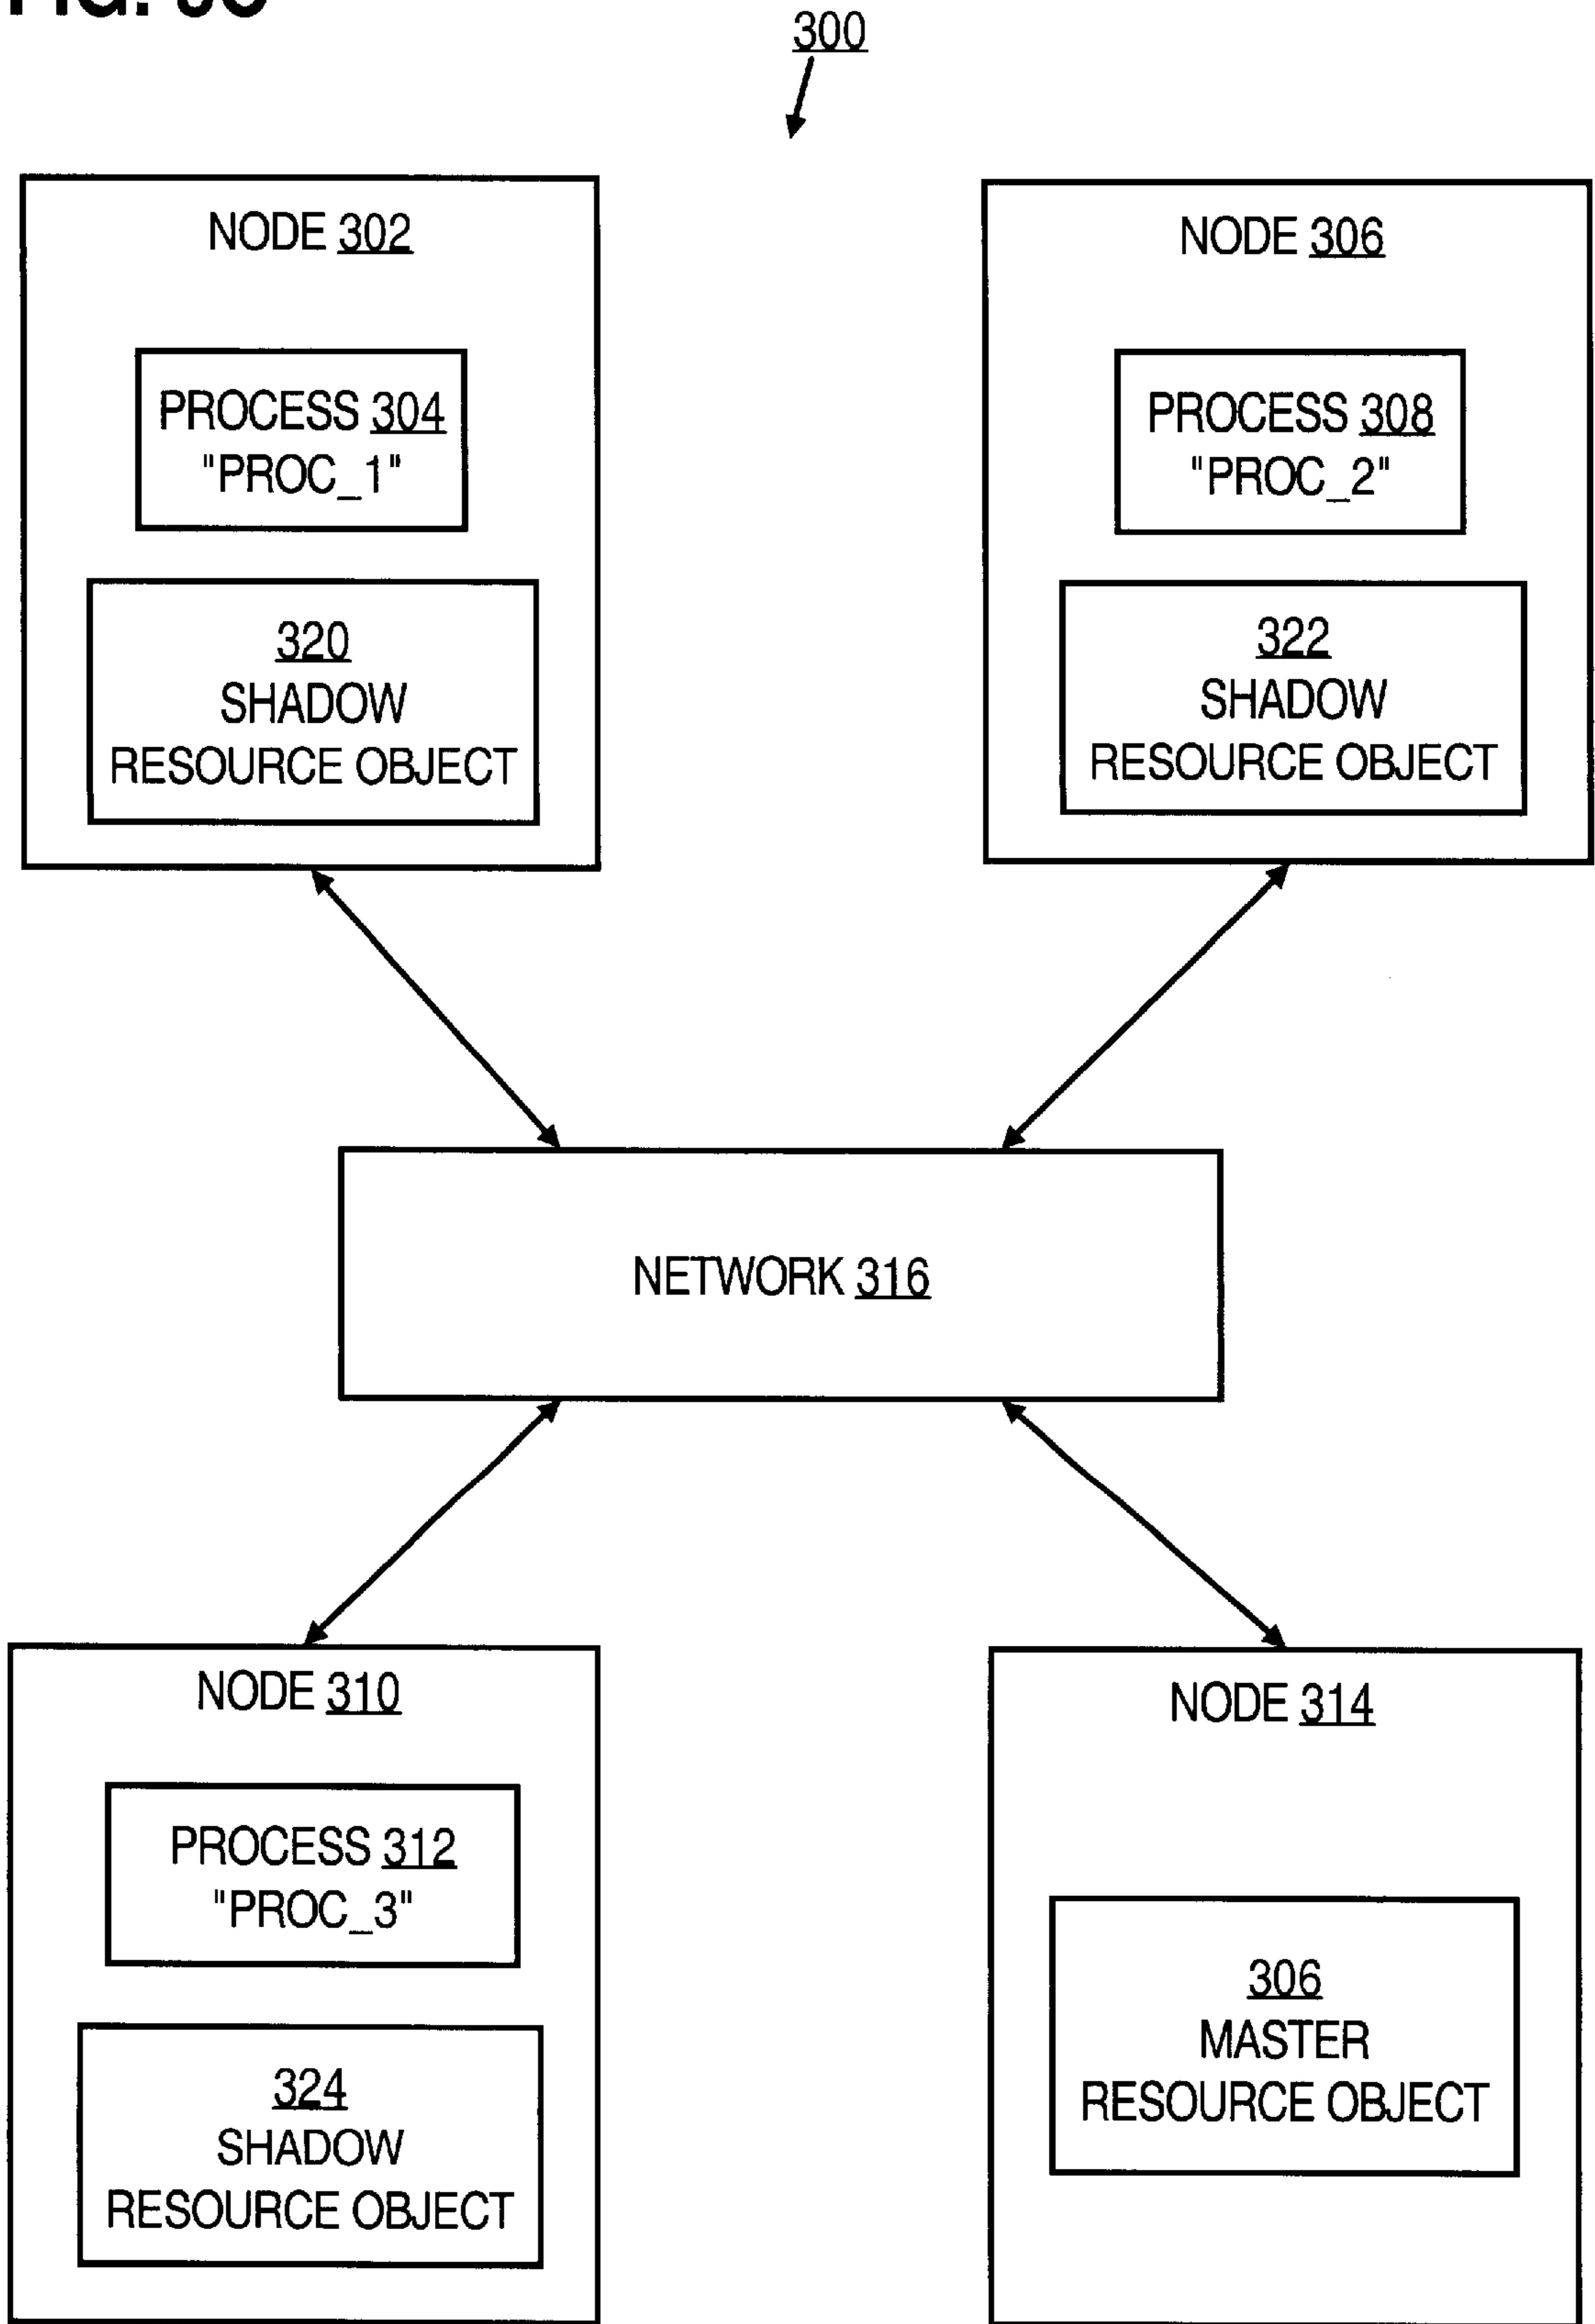 300
NODE 302
PROCESS 304
"PROC_1"
320
SHADOW
RESOURCE OBJECT
NODE 306
PROCESS 308
"PROC_2"
322
SHADOW
RESOURCE OBJECT
NETWORK 316
NODE 310
PROCESS 312
"PROC_3"
324
SHADOW
RESOURCE OBJECT
NODE 314
306
MASTER
RESOURCE OBJECT